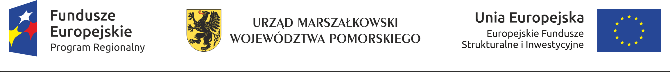 Fundusze
Europejskie
Program Regionalny
URZĄD MARSZAŁKOWSKI
WOJEWÓDZTWA POMORSKIEGO
Unia Europejska
Europejskie Fundusze
Strukturalne i Inwestycyjne